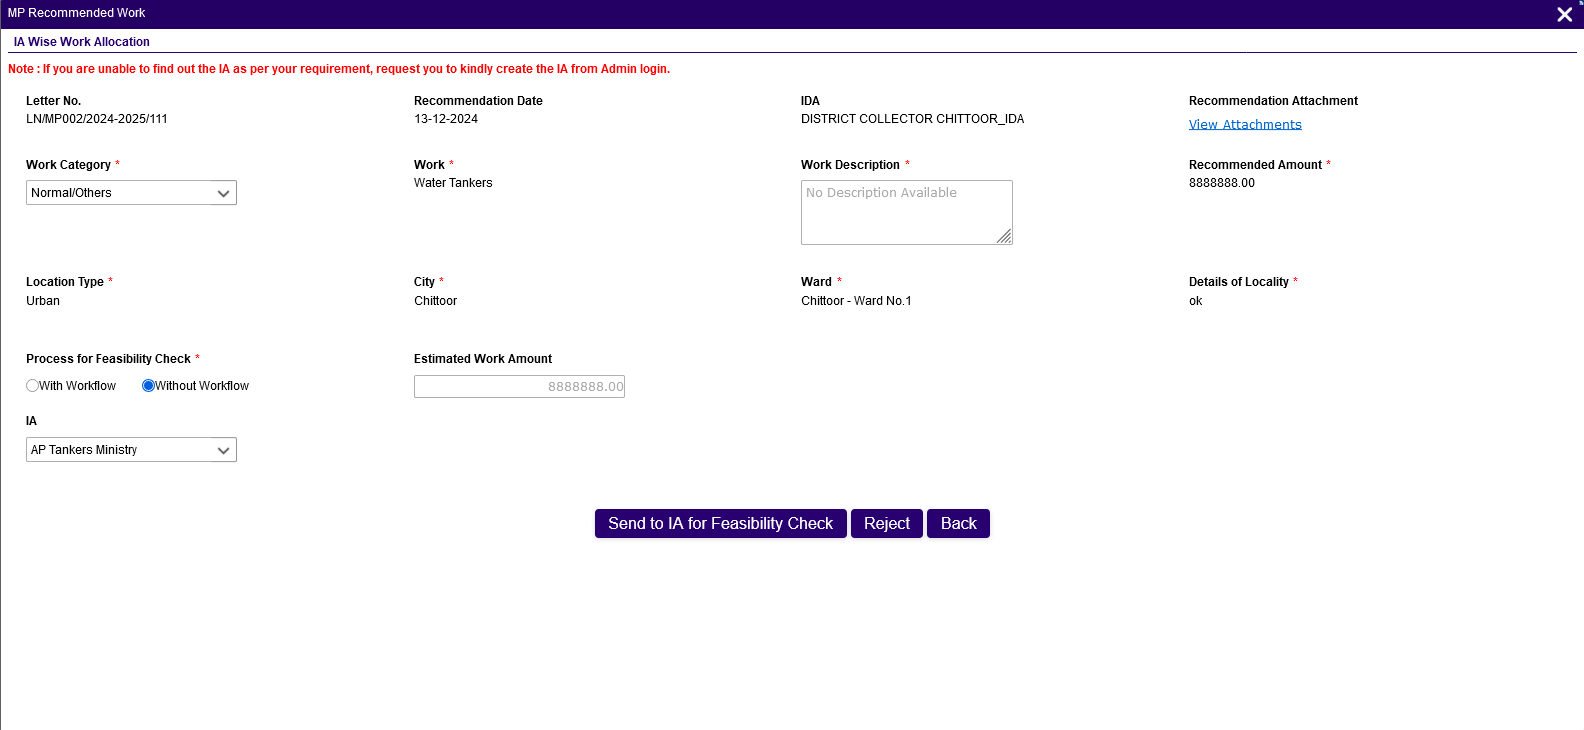 MP Recommended Work
IA Wise Work Allocation
Note : If you are unable to find out the IA as per your requirement, request you to kindly create the IA from Admin login.
Letter No. Recommendation Date IDA Recommendation Attachment
LN/MP002/2024-2025/111 13-12-2024 DISTRICT COLLECTOR CHITTOOR_IDA View Attachments
Work Category * Work * Work Description * Recommended Amount *
Normal/Others Water Tankers No Description Available 8888888.00
Location Type * City * Ward * Details of Locality *
Urban Chittoor Chittoor - Ward No.1 ok
Process for Feasibility Check * Estimated Work Amount
With Workflow Without Workflow 8888888.00
IA
AP Tankers Ministry
Send to IA for Feasibility Check Reject Back